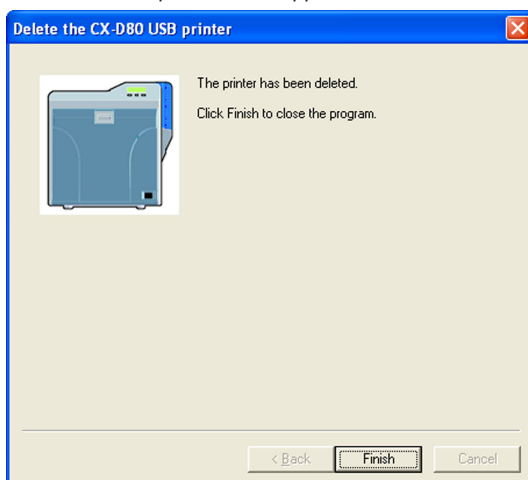 Delete the CX-D80 USB printer
The printer has been deleted.
Click Finish to close the program.
< Back
Finish
Cancel